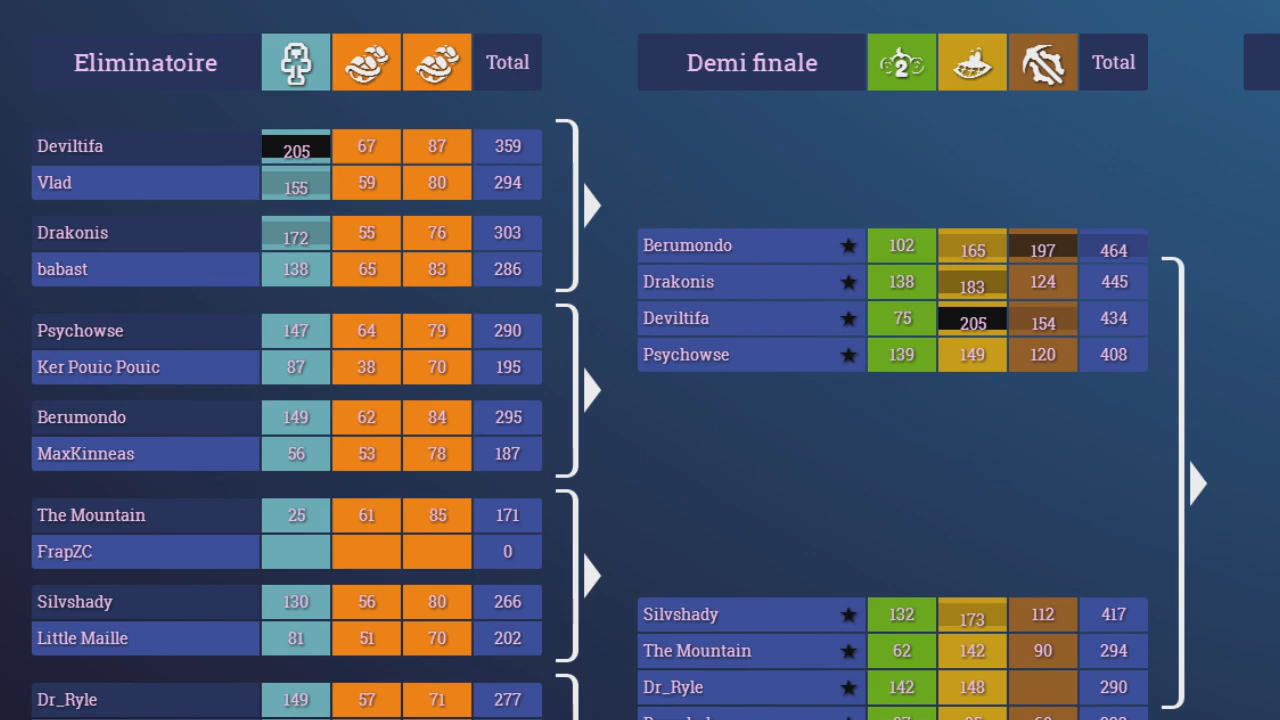 Eliminatoire Total
Deviltifa 205 67 87 359
Vlad 155 59 80 294
Drakonis 172 55 76 303
babast 138 65 83 286
Psychowse 147 64 79 290
Ker Pouic Pouic 87 38 70 195
Berumondo 149 62 84 295
MaxKinneas 56 53 78 187
The Mountain 25 61 85 171
FrapZC 0
Silvshady 130 56 80 266
Little Maille 81 51 70 202
Dr_Ryle 149 57 71 277
Demi finale 2 Total
Berumondo ★ 102 165 197 464
Drakonis ★ 138 183 124 445
Deviltifa ★ 75 205 154 434
Psychowse ★ 139 149 120 408
Silvshady ★ 132 173 112 417
The Mountain ★ 62 142 90 294
Dr_Ryle ★ 142 148 290